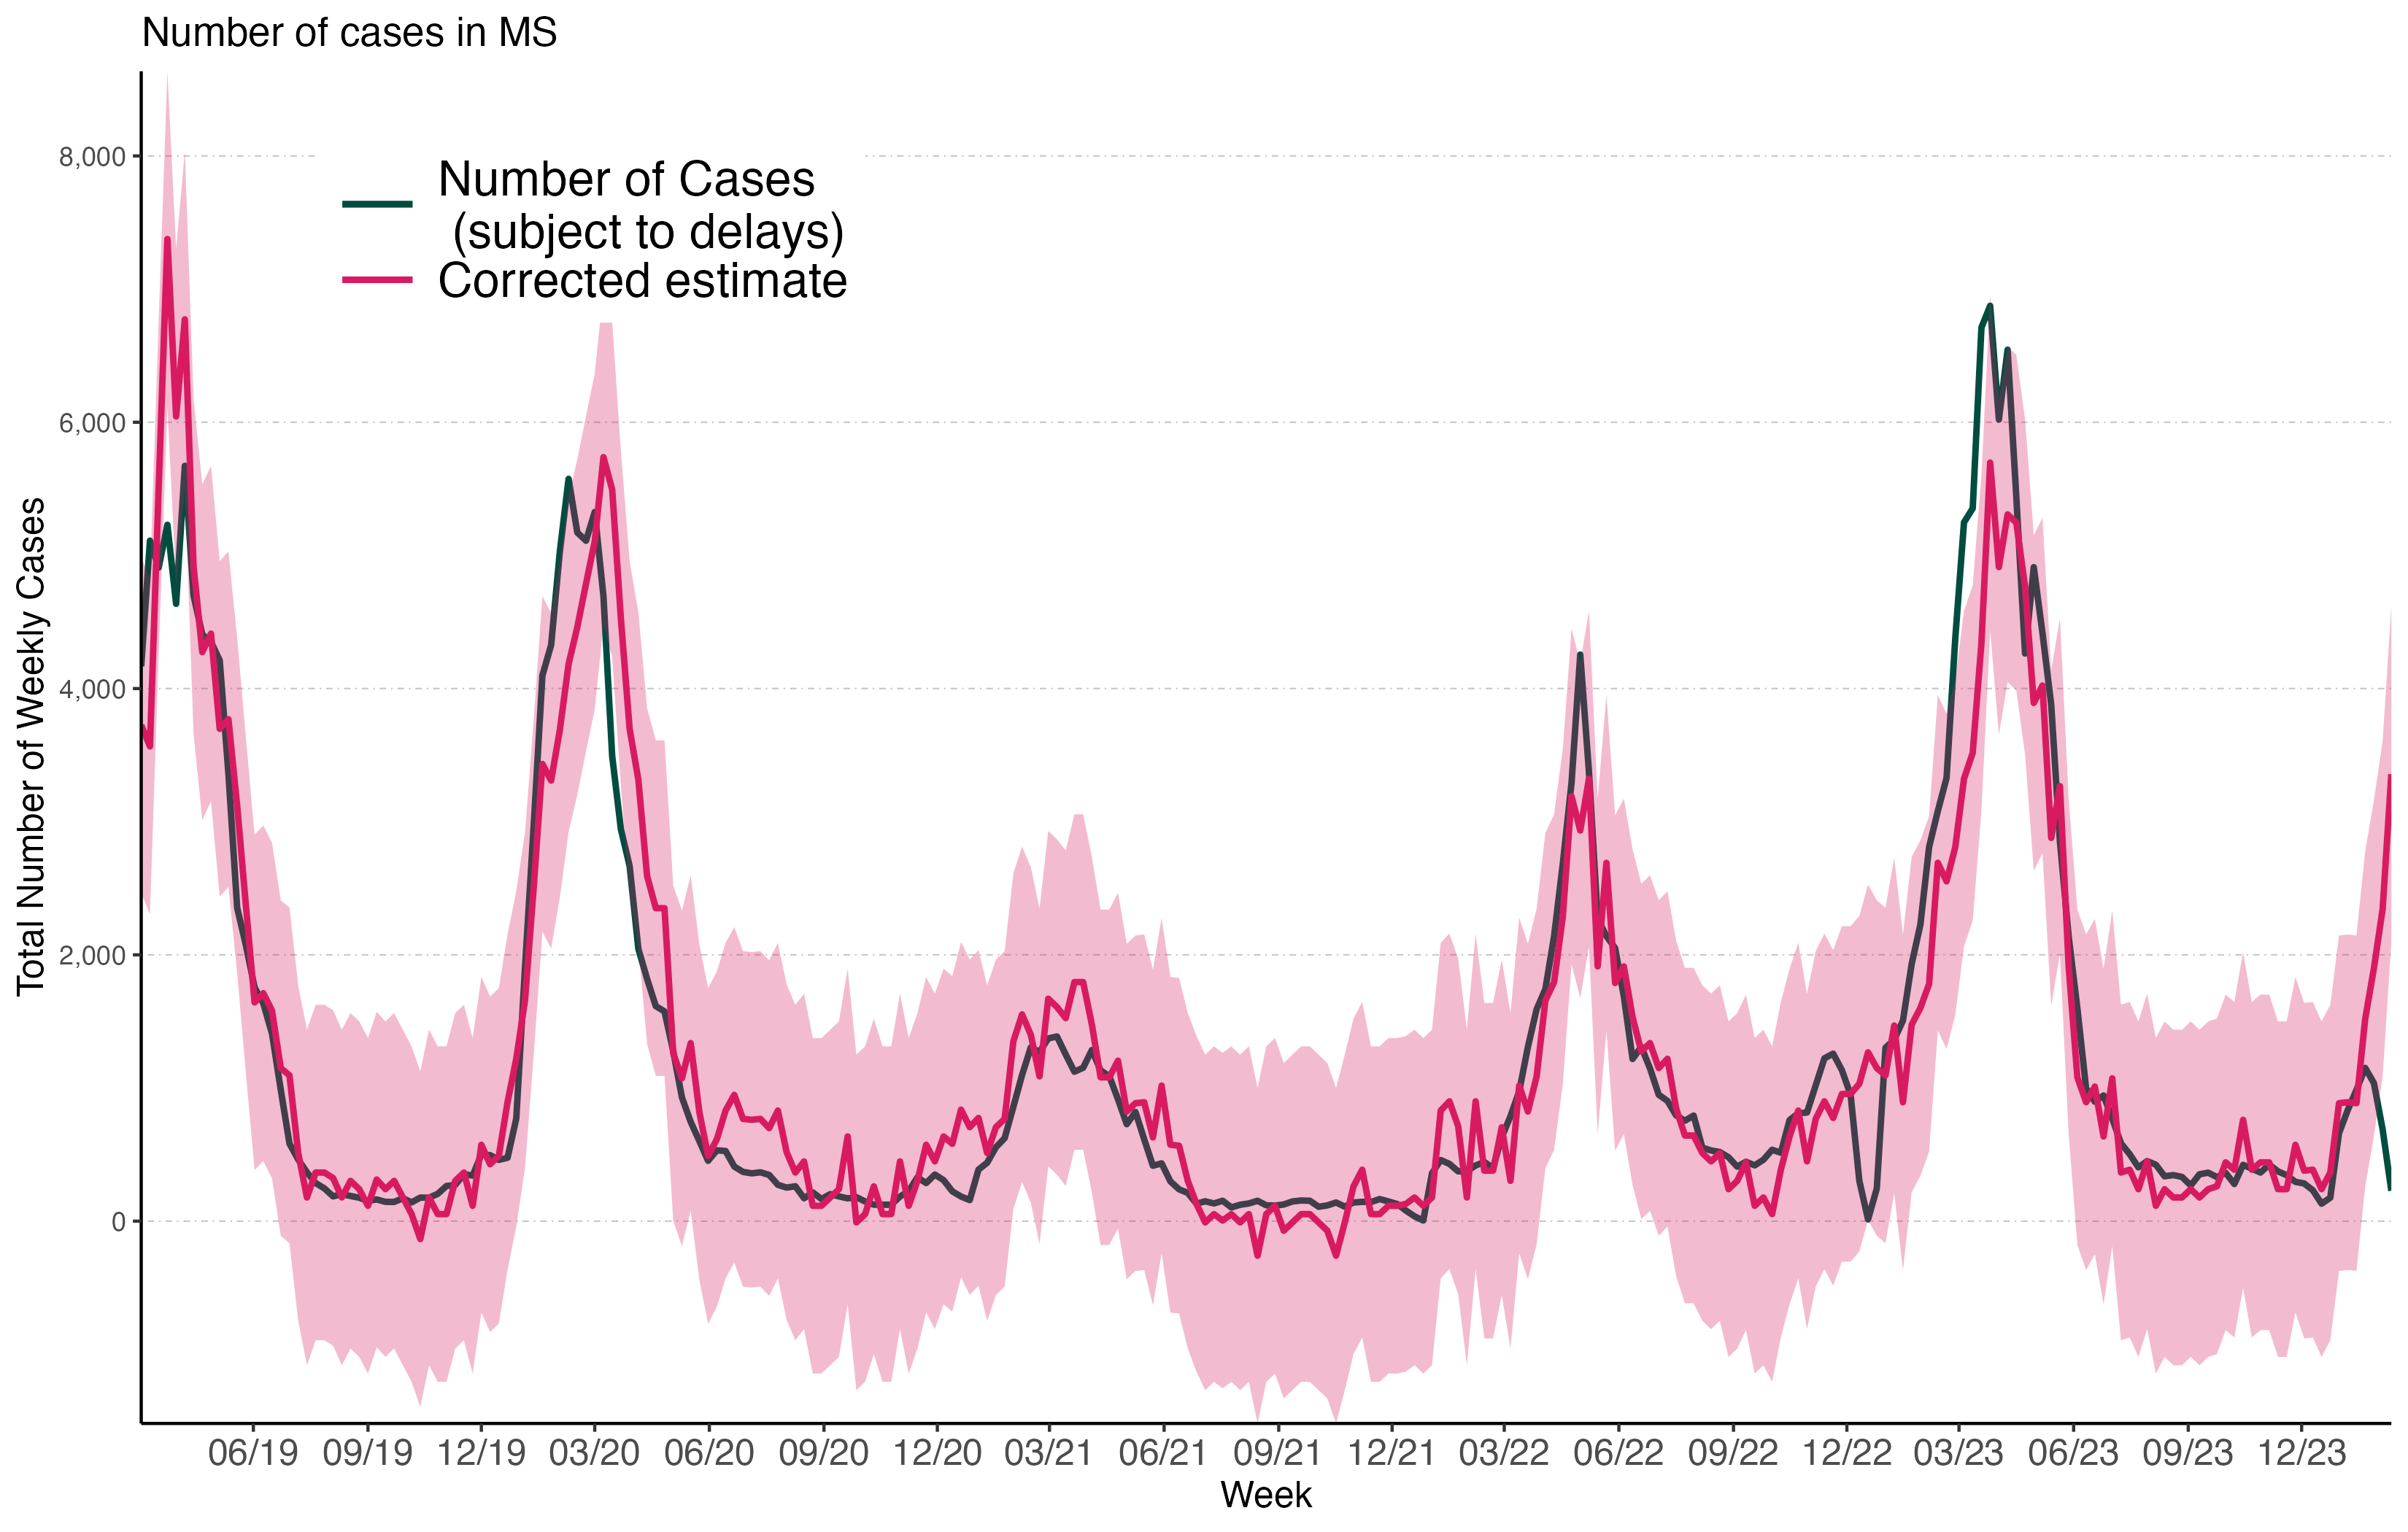 Number of cases in MS
8,000
6,000
4,000
2,000
0
Total Number of Weekly Cases
Number of Cases
(subject to delays)
Corrected estimate
06/19 09/19 12/19 03/20 06/20 09/20 12/20 03/21 06/21 09/21 12/21 03/22 06/22 09/22 12/22 03/23 06/23 09/23 12/23
Week